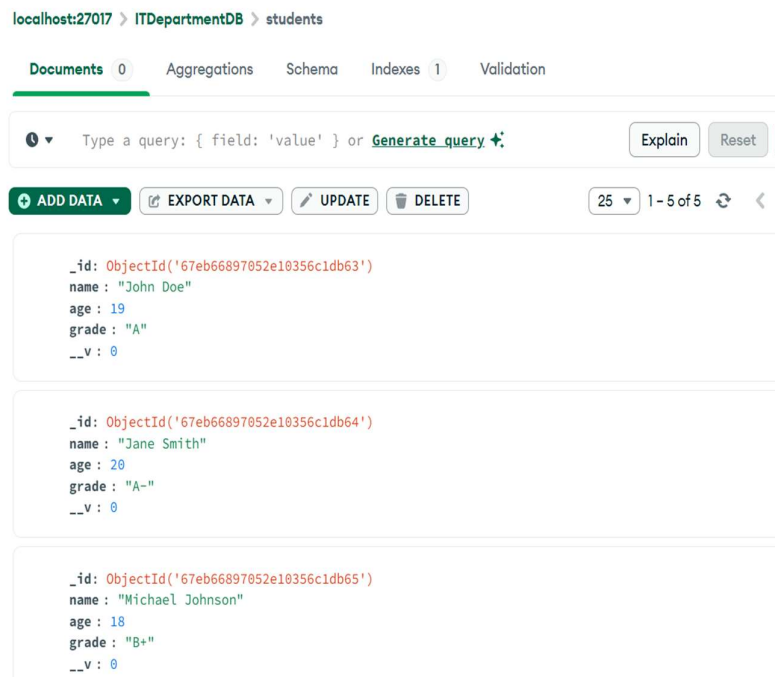 localhost:27017 > ITDepartmentDB > students
Documents 0 Aggregations Schema Indexes 1 Validation
Type a query: { field: 'value' } or Generate query Explain Reset
ADD DATA EXPORT DATA UPDATE DELETE 25 1 – 5 of 5
_id: ObjectId('67eb66897052e10356c1db63')
name : "John Doe"
age : 19
grade : "A"
__v : 0
_id: ObjectId('67eb66897052e10356c1db64')
name : "Jane Smith"
age : 20
grade : "A-"
__v : 0
_id: ObjectId('67eb66897052e10356c1db65')
name : "Michael Johnson"
age : 18
grade : "B+"
__v : 0